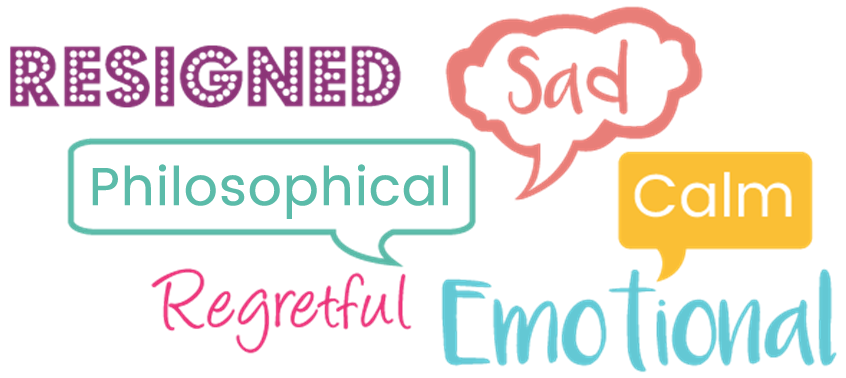 RESIGNED
Sad
Philosophical
Calm
Regretful
Emotional